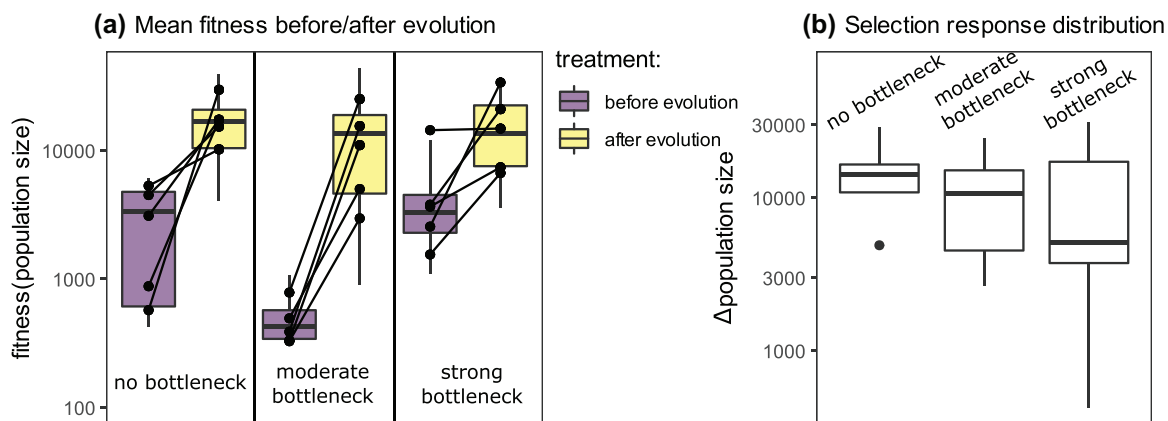 (a) Mean fitness before/after evolution
fitness(population size)
10000
1000
100
no bottleneck
moderate
bottleneck
strong
bottleneck
treatment:
before evolution
after evolution
(b) Selection response distribution
Δpopulation size
30000
10000
3000
1000
no bottleneck
moderate
bottleneck
strong
bottleneck